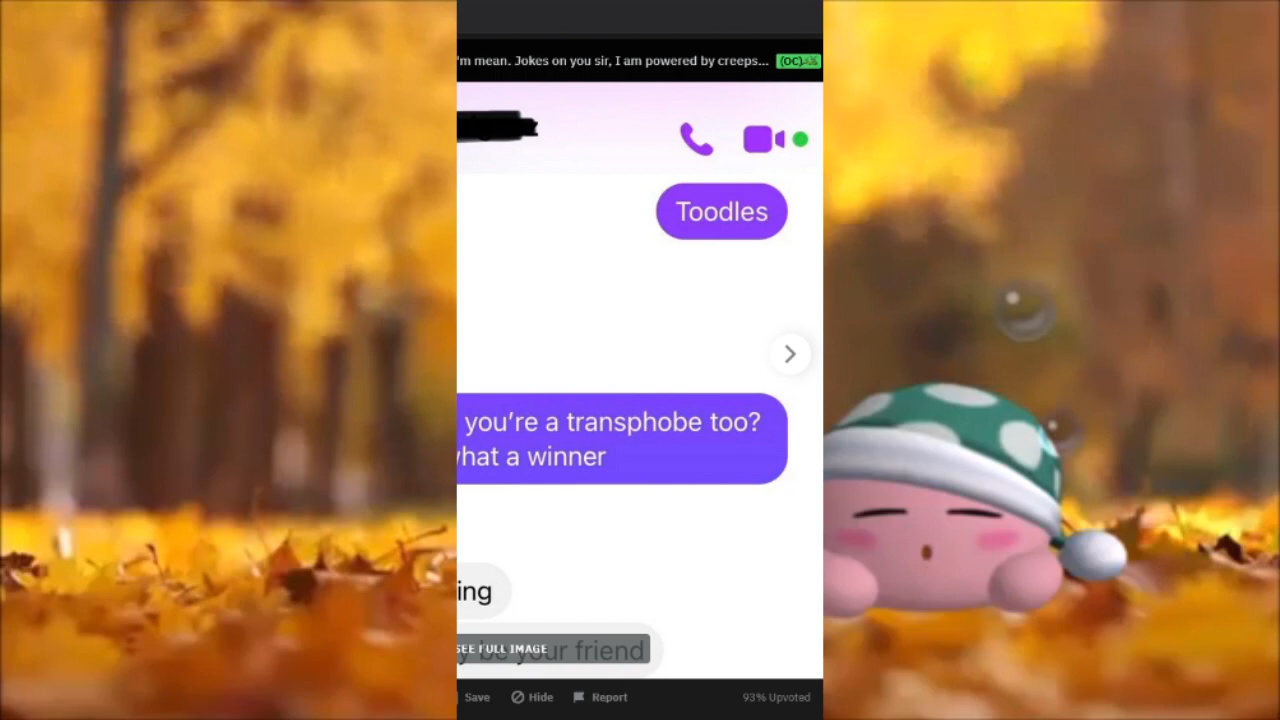 'm mean. Jokes on you sir, I am powered by creeps... (OC)
Toodles
you're a transphobe too?
what a winner
ing
be your friend
SEE FULL IMAGE
Save Hide Report 93% Upvoted